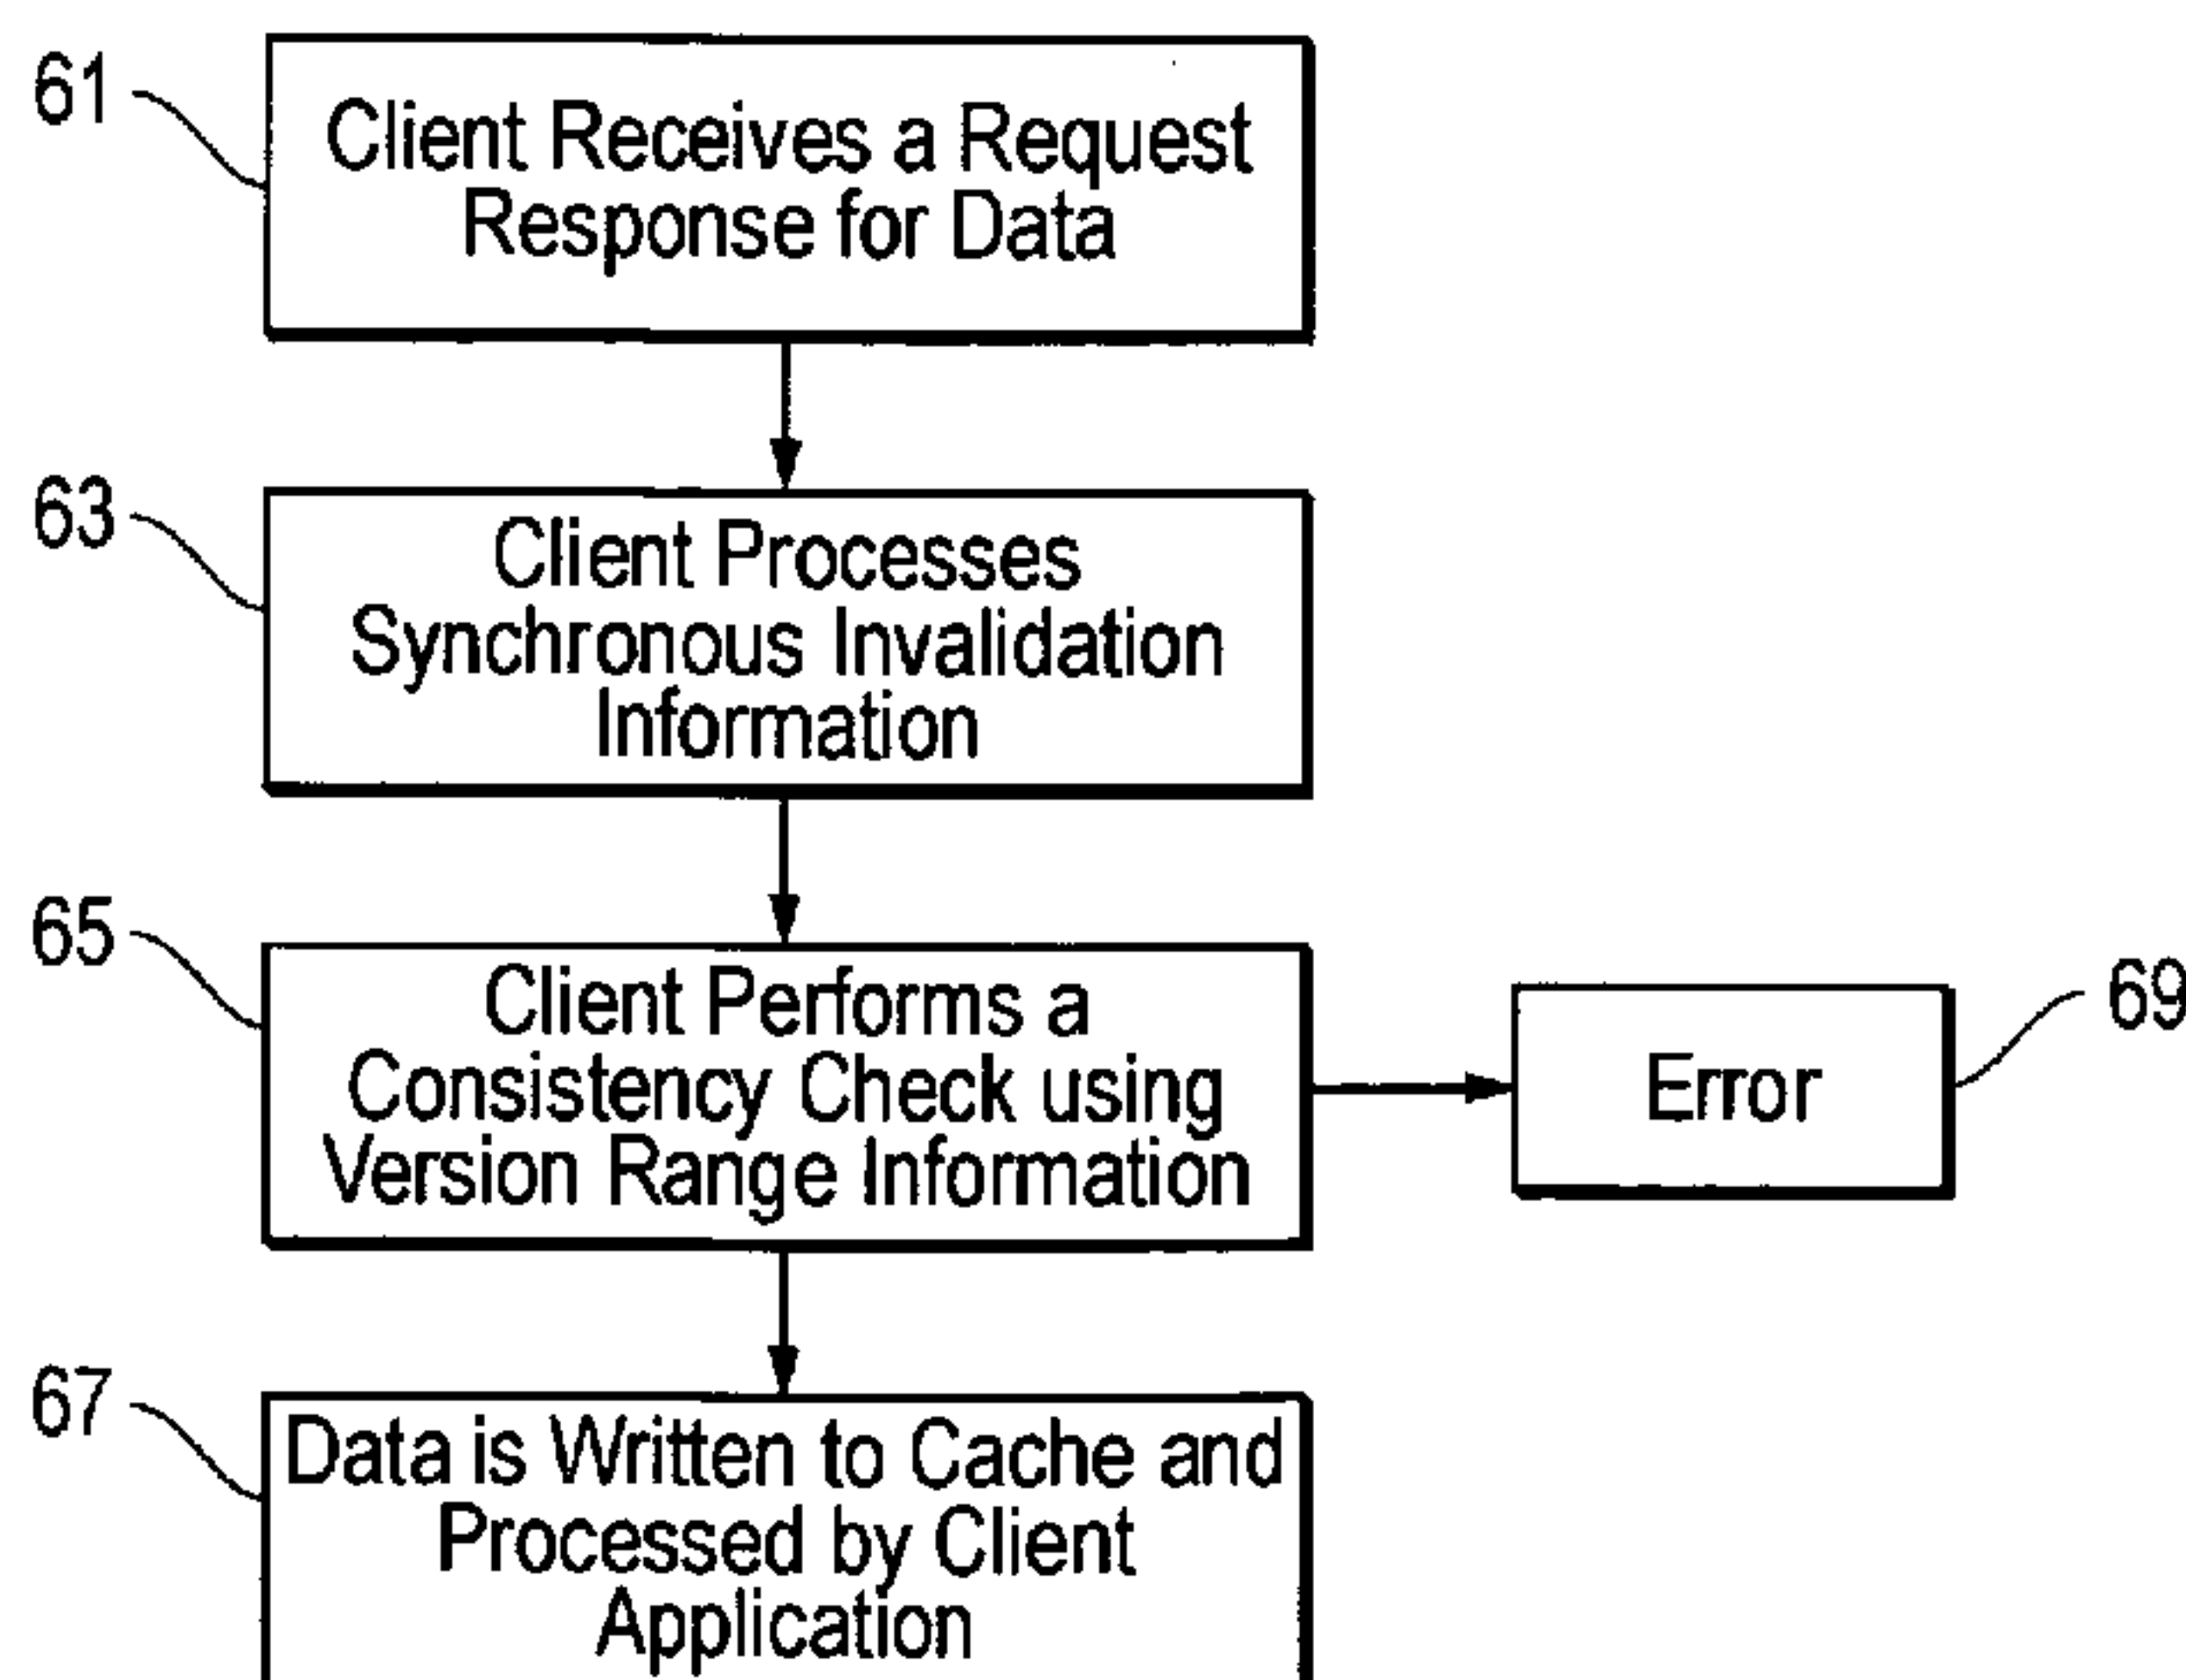 61
Client Receives a Request
Response for Data
63
Client Processes
Synchronous Invalidation
Information
65
Client Performs a
Consistency Check using
Version Range Information
Error
69
67
Data is Written to Cache and
Processed by Client
Application